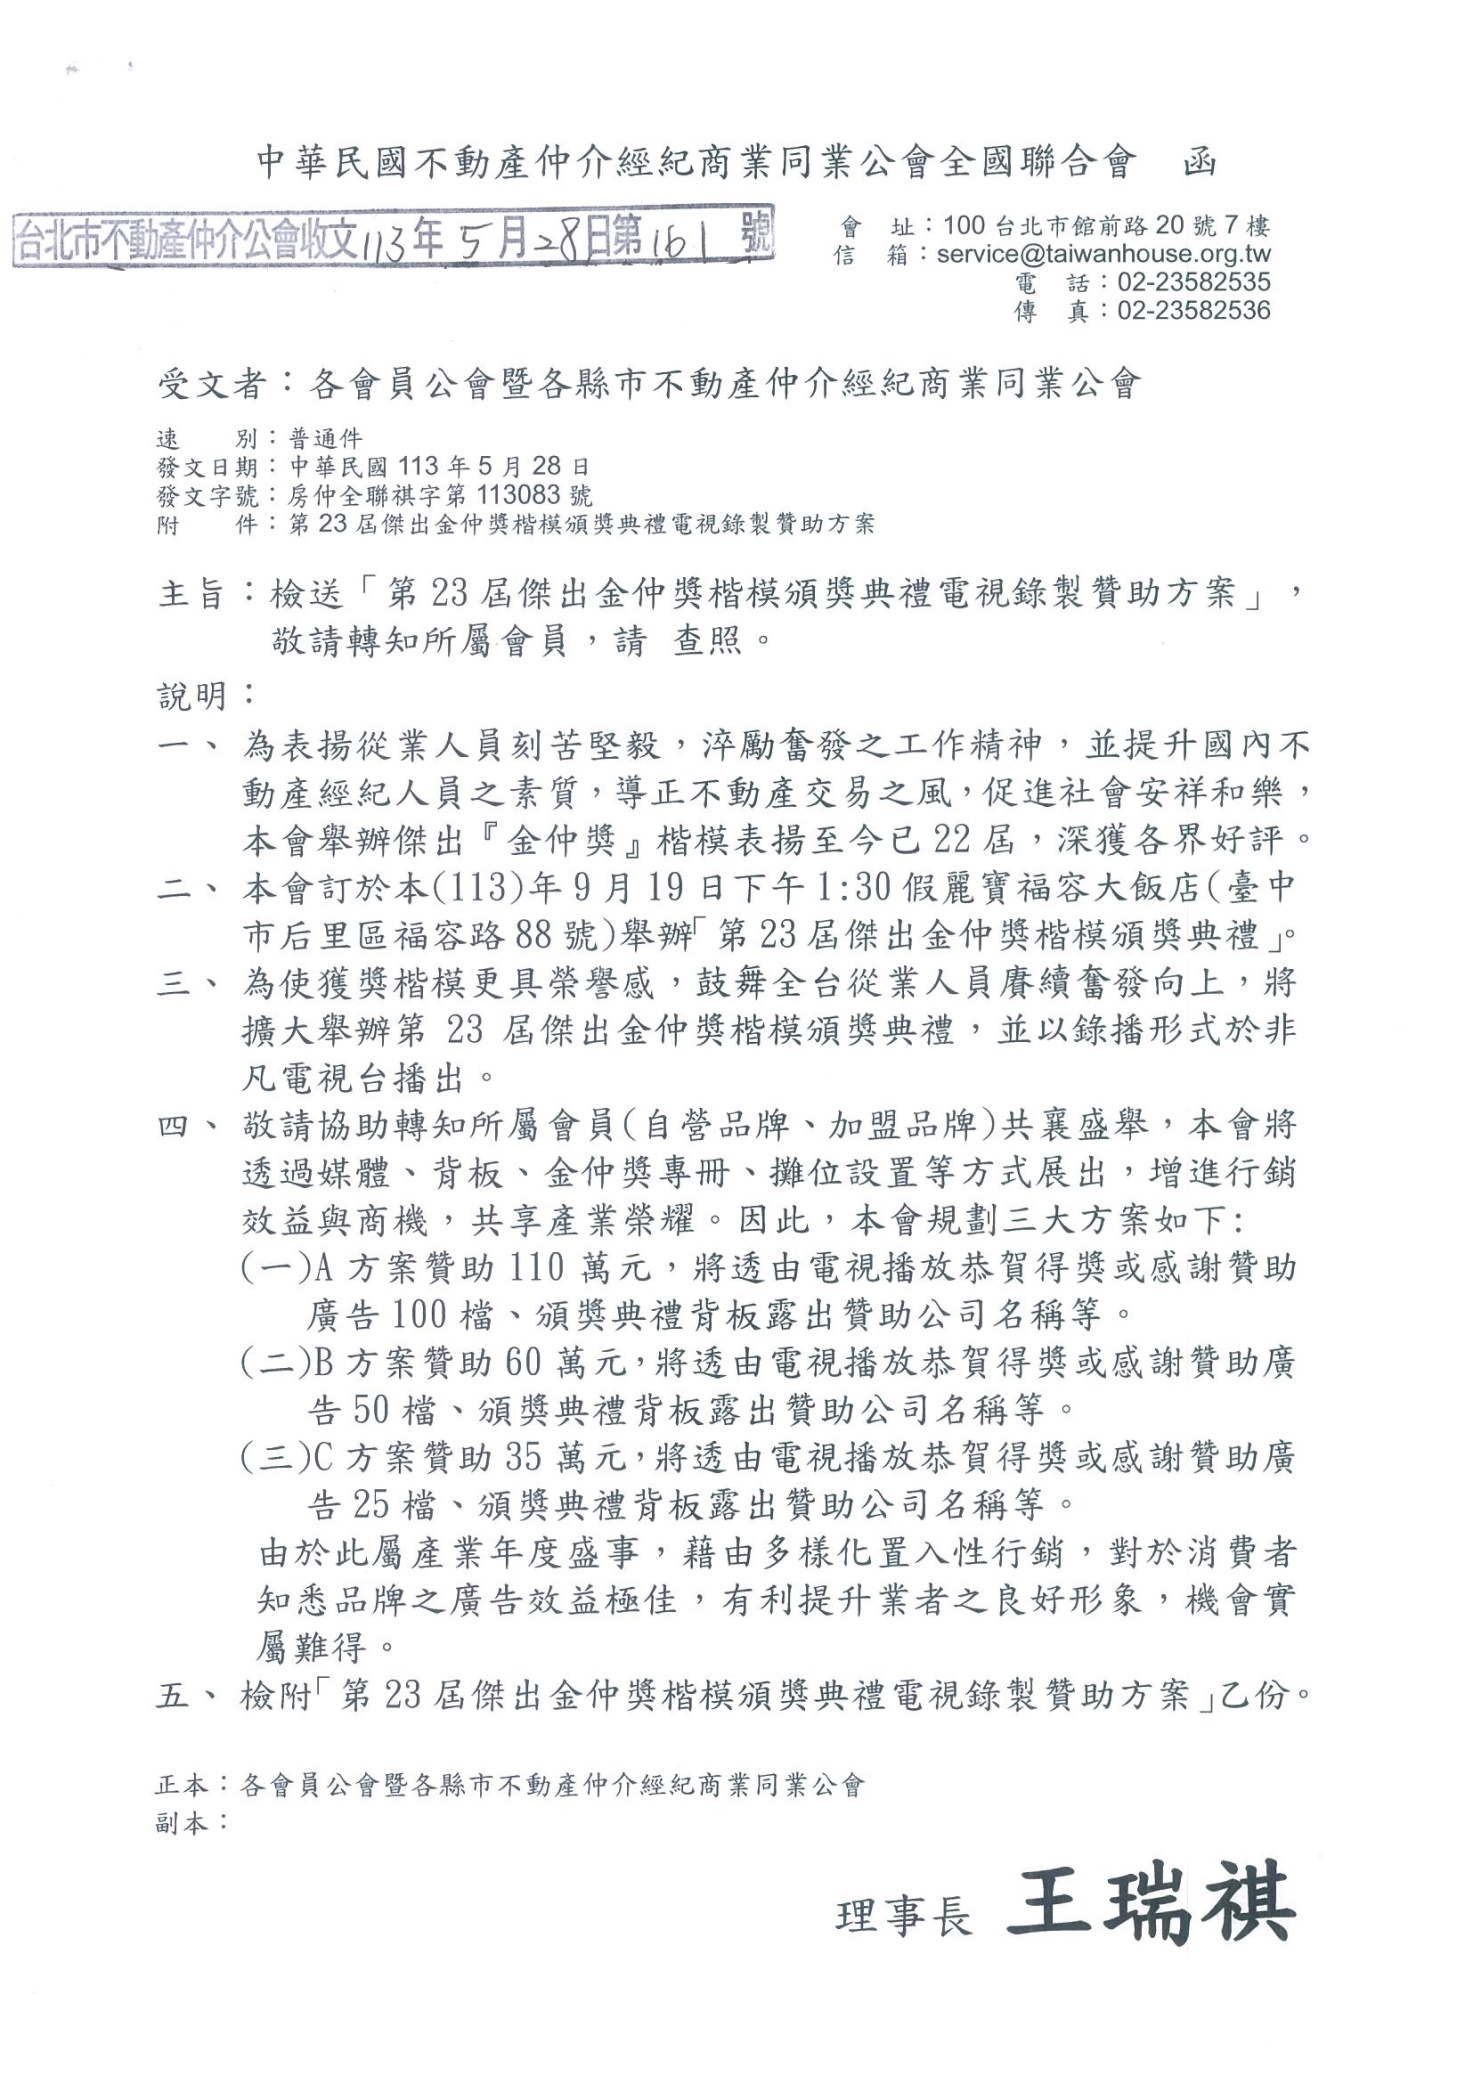 中華民國不動產仲介經紀商業同業公會全國聯合會 函
台北市不動產仲介公會收文113年5月28日第161號
會 址：100台北市館前路20號7樓
信 箱：service@taiwanhouse.org.tw
電 話：02-23582535
傳 真：02-23582536
受文者：各會員公會暨各縣市不動產仲介經紀商業同業公會
速 別：普通件
發文日期：中華民國113年5月28日
發文字號：房仲全聯祺字第113083號
附 件：第23屆傑出金仲獎楷模頒獎典禮電視錄製贊助方案
主旨：檢送「第23屆傑出金仲獎楷模頒獎典禮電視錄製贊助方案」，
敬請轉知所屬會員，請 查照。
說明：
一、為表揚從業人員刻苦堅毅，淬勵奮發之工作精神，並提升國內不
動產經紀人員之素質，導正不動產交易之風，促進社會安祥和樂，
本會舉辦傑出『金仲獎』楷模表揚至今已22屆，深獲各界好評。
二、本會訂於本(113)年9月19日下午1:30假麗寶福容大飯店(臺中
市后里區福容路88號)舉辦「第23屆傑出金仲獎楷模頒獎典禮」。
三、為使獲獎楷模更具榮譽感，鼓舞全台從業人員賡續奮發向上，將
擴大舉辦第 23 屆傑出金仲獎楷模頒獎典禮，並以錄播形式於非
凡電視台播出。
四、敬請協助轉知所屬會員(自營品牌、加盟品牌)共襄盛舉，本會將
透過媒體、背板、金仲獎專冊、攤位設置等方式展出，增進行銷
效益與商機，共享產業榮耀。因此，本會規劃三大方案如下:
(一)A方案贊助110萬元，將透由電視播放恭賀得獎或感謝贊助
廣告100檔、頒獎典禮背板露出贊助公司名稱等。
(二)B方案贊助60萬元，將透由電視播放恭賀得獎或感謝贊助廣
告50檔、頒獎典禮背板露出贊助公司名稱等。
(三)C方案贊助35萬元，將透由電視播放恭賀得獎或感謝贊助廣
告25檔、頒獎典禮背板露出贊助公司名稱等。
由於此屬產業年度盛事，藉由多樣化置入性行銷，對於消費者
知悉品牌之廣告效益極佳，有利提升業者之良好形象，機會實
屬難得。
五、檢附「第23屆傑出金仲獎楷模頒獎典禮電視錄製贊助方案」乙份。
正本：各會員公會暨各縣市不動產仲介經紀商業同業公會
副本：
理事長 王瑞祺